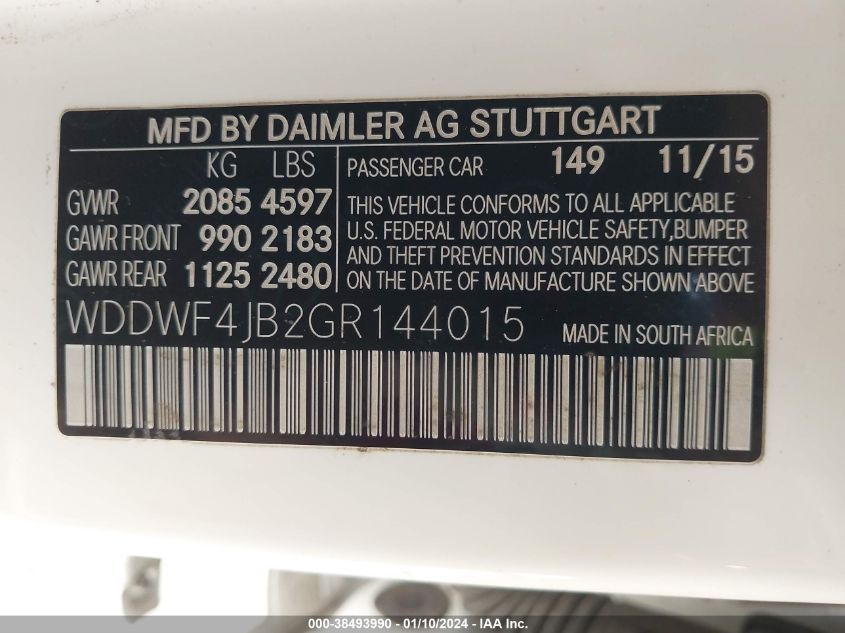 MFD BY DAIMLER AG STUTTGART
KG LBS
GVWR 2085 4597
GAWR FRONT 990 2183
GAWR REAR 1125 2480
PASSENGER CAR 149 11/15
THIS VEHICLE CONFORMS TO ALL APPLICABLE
U.S. FEDERAL MOTOR VEHICLE SAFETY,BUMPER
AND THEFT PREVENTION STANDARDS IN EFFECT
ON THE DATE OF MANUFACTURE SHOWN ABOVE
WDDWF4JB2GR144015 MADE IN SOUTH AFRICA
000-38493990 - 01/10/2024 - IAA Inc.